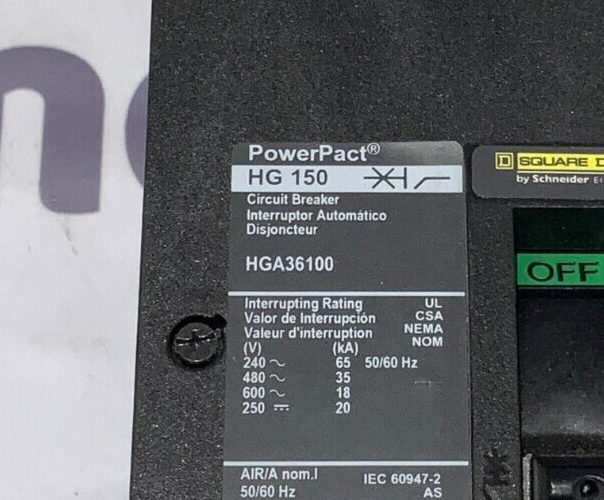 PowerPact®
HG 150
Circuit Breaker
Interruptor Automático
Disjoncteur
HGA36100
SQUARE D
by Schneider
OFF
Interrupting Rating UL
Valor de Interrupción CSA
Valeur d'interruption NEMA
NOM
(V) (kA)
240 ~ 65 50/60 Hz
480 ~ 35
600 ~ 18
250 ⎓ 20
AIR/A nom.I IEC 60947-2
50/60 Hz AS